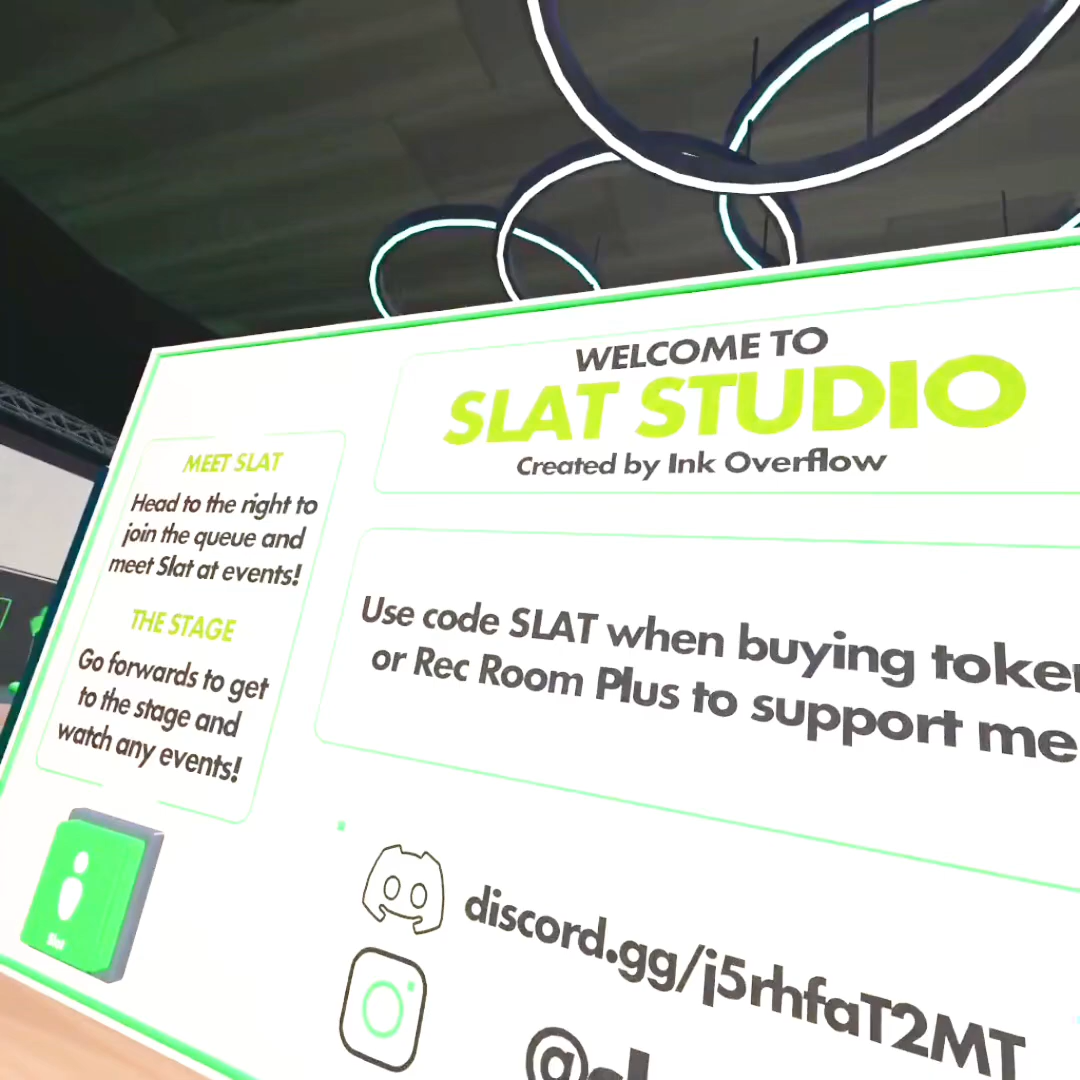 WELCOME TO
SLAT STUDIO
Created by Ink Overflow
MEET SLAT
Head to the right to
join the queue and
meet Slat at events!
THE STAGE
Go forwards to get
to the stage and
watch any events!
Use code SLAT when buying
or Rec Room Plus to support me
discord.gg/j5rhfaT2MT